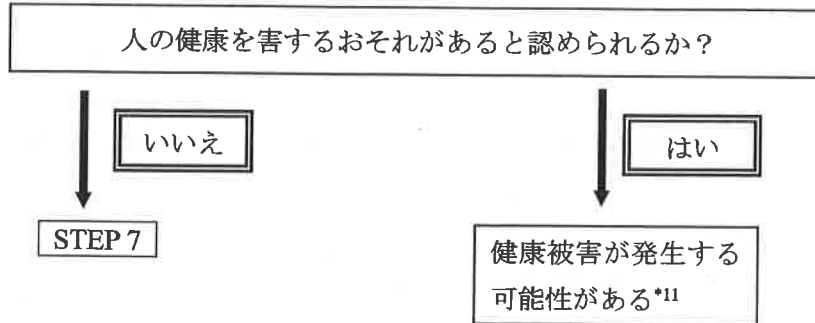 人の健康を害するおそれがあると認められるか？
いいえ
はい
STEP 7
健康被害が発生する
可能性がある*11